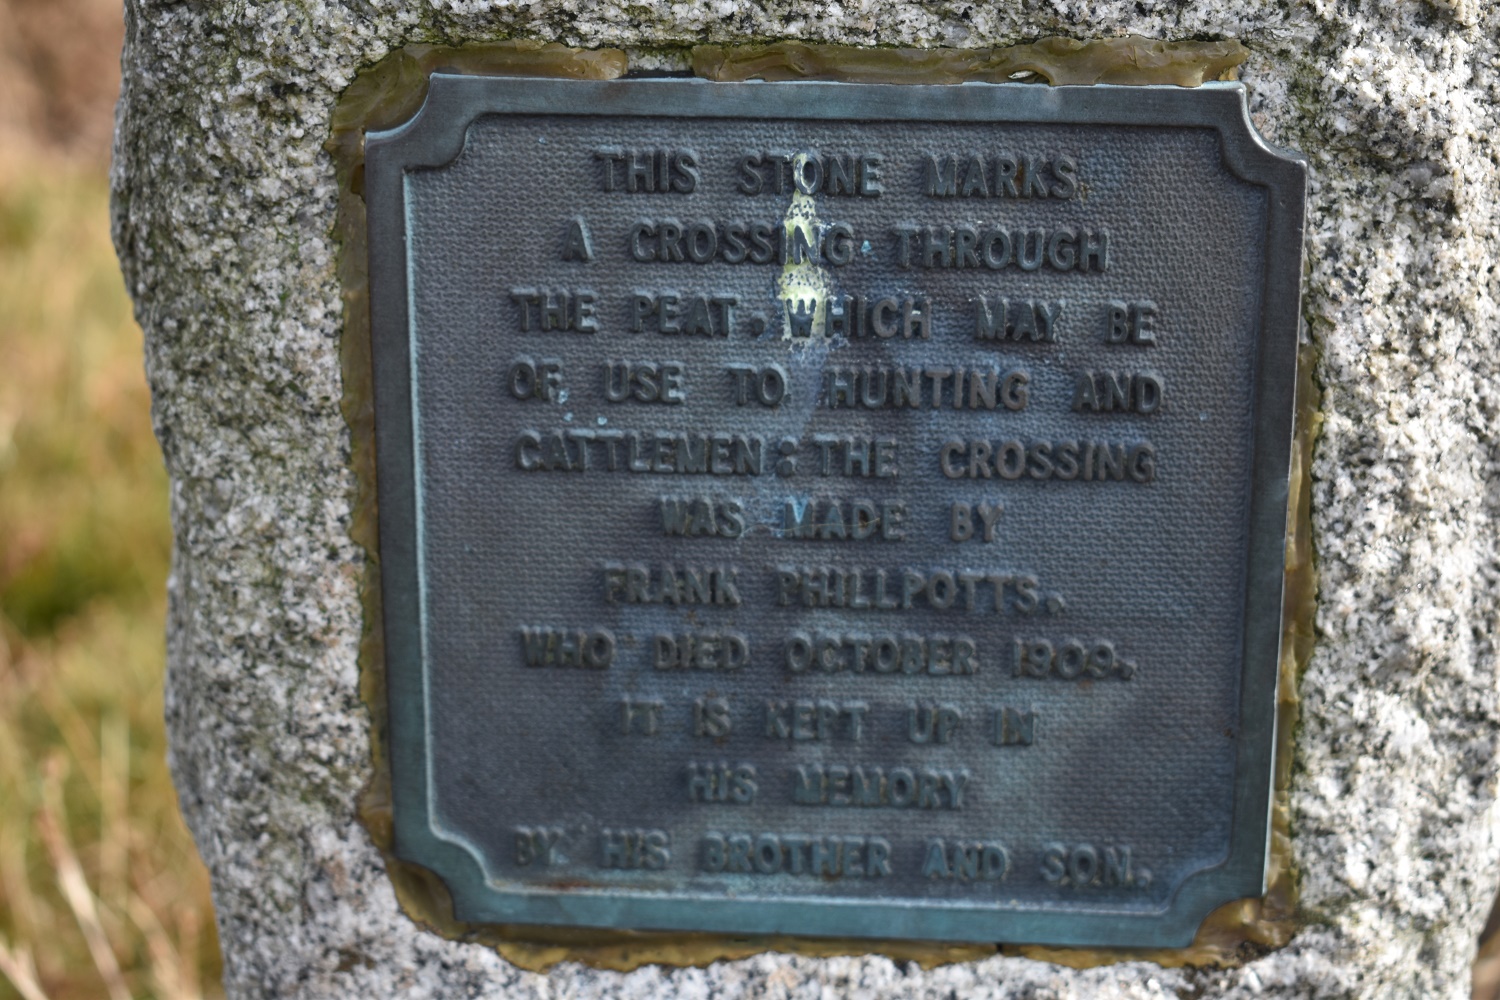 THIS STONE MARKS
A CROSSING THROUGH
THE PEAT, WHICH MAY BE
OF USE TO HUNTING AND
CATTLEMEN: THE CROSSING
WAS MADE BY
FRANK PHILLPOTTS.
WHO DIED OCTOBER 1909.
IT IS KEPT UP IN
HIS MEMORY
BY HIS BROTHER AND SON.